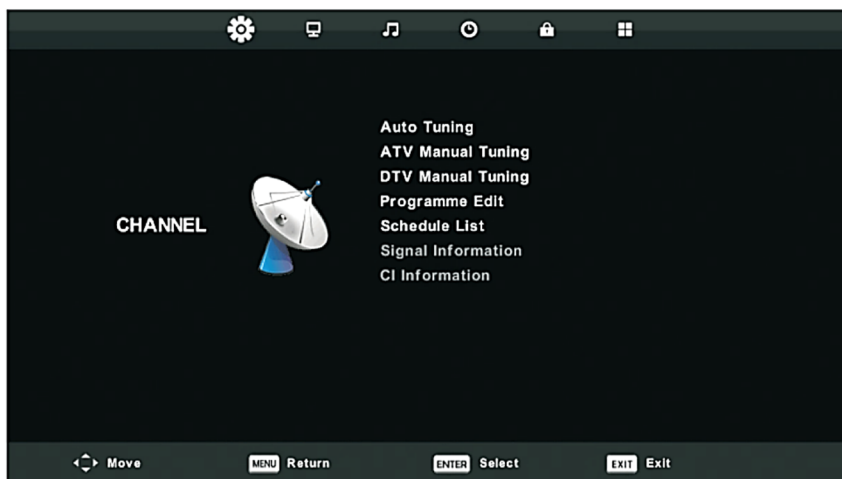 CHANNEL
Auto Tuning
ATV Manual Tuning
DTV Manual Tuning
Programme Edit
Schedule List
Signal Information
CI Information
Move MENU Return ENTER Select EXIT Exit